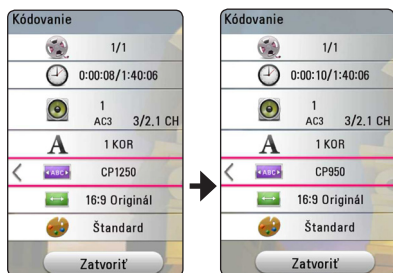 Kódovanie
1/1
0:00:08/1:40:06
1
AC3 3/2.1 CH
A 1 KOR
ABC CP1250
16:9 Originál
Štandard
Zatvoriť
Kódovanie
1/1
0:00:10/1:40:06
1
AC3 3/2.1 CH
A 1 KOR
ABC CP950
16:9 Originál
Štandard
Zatvoriť